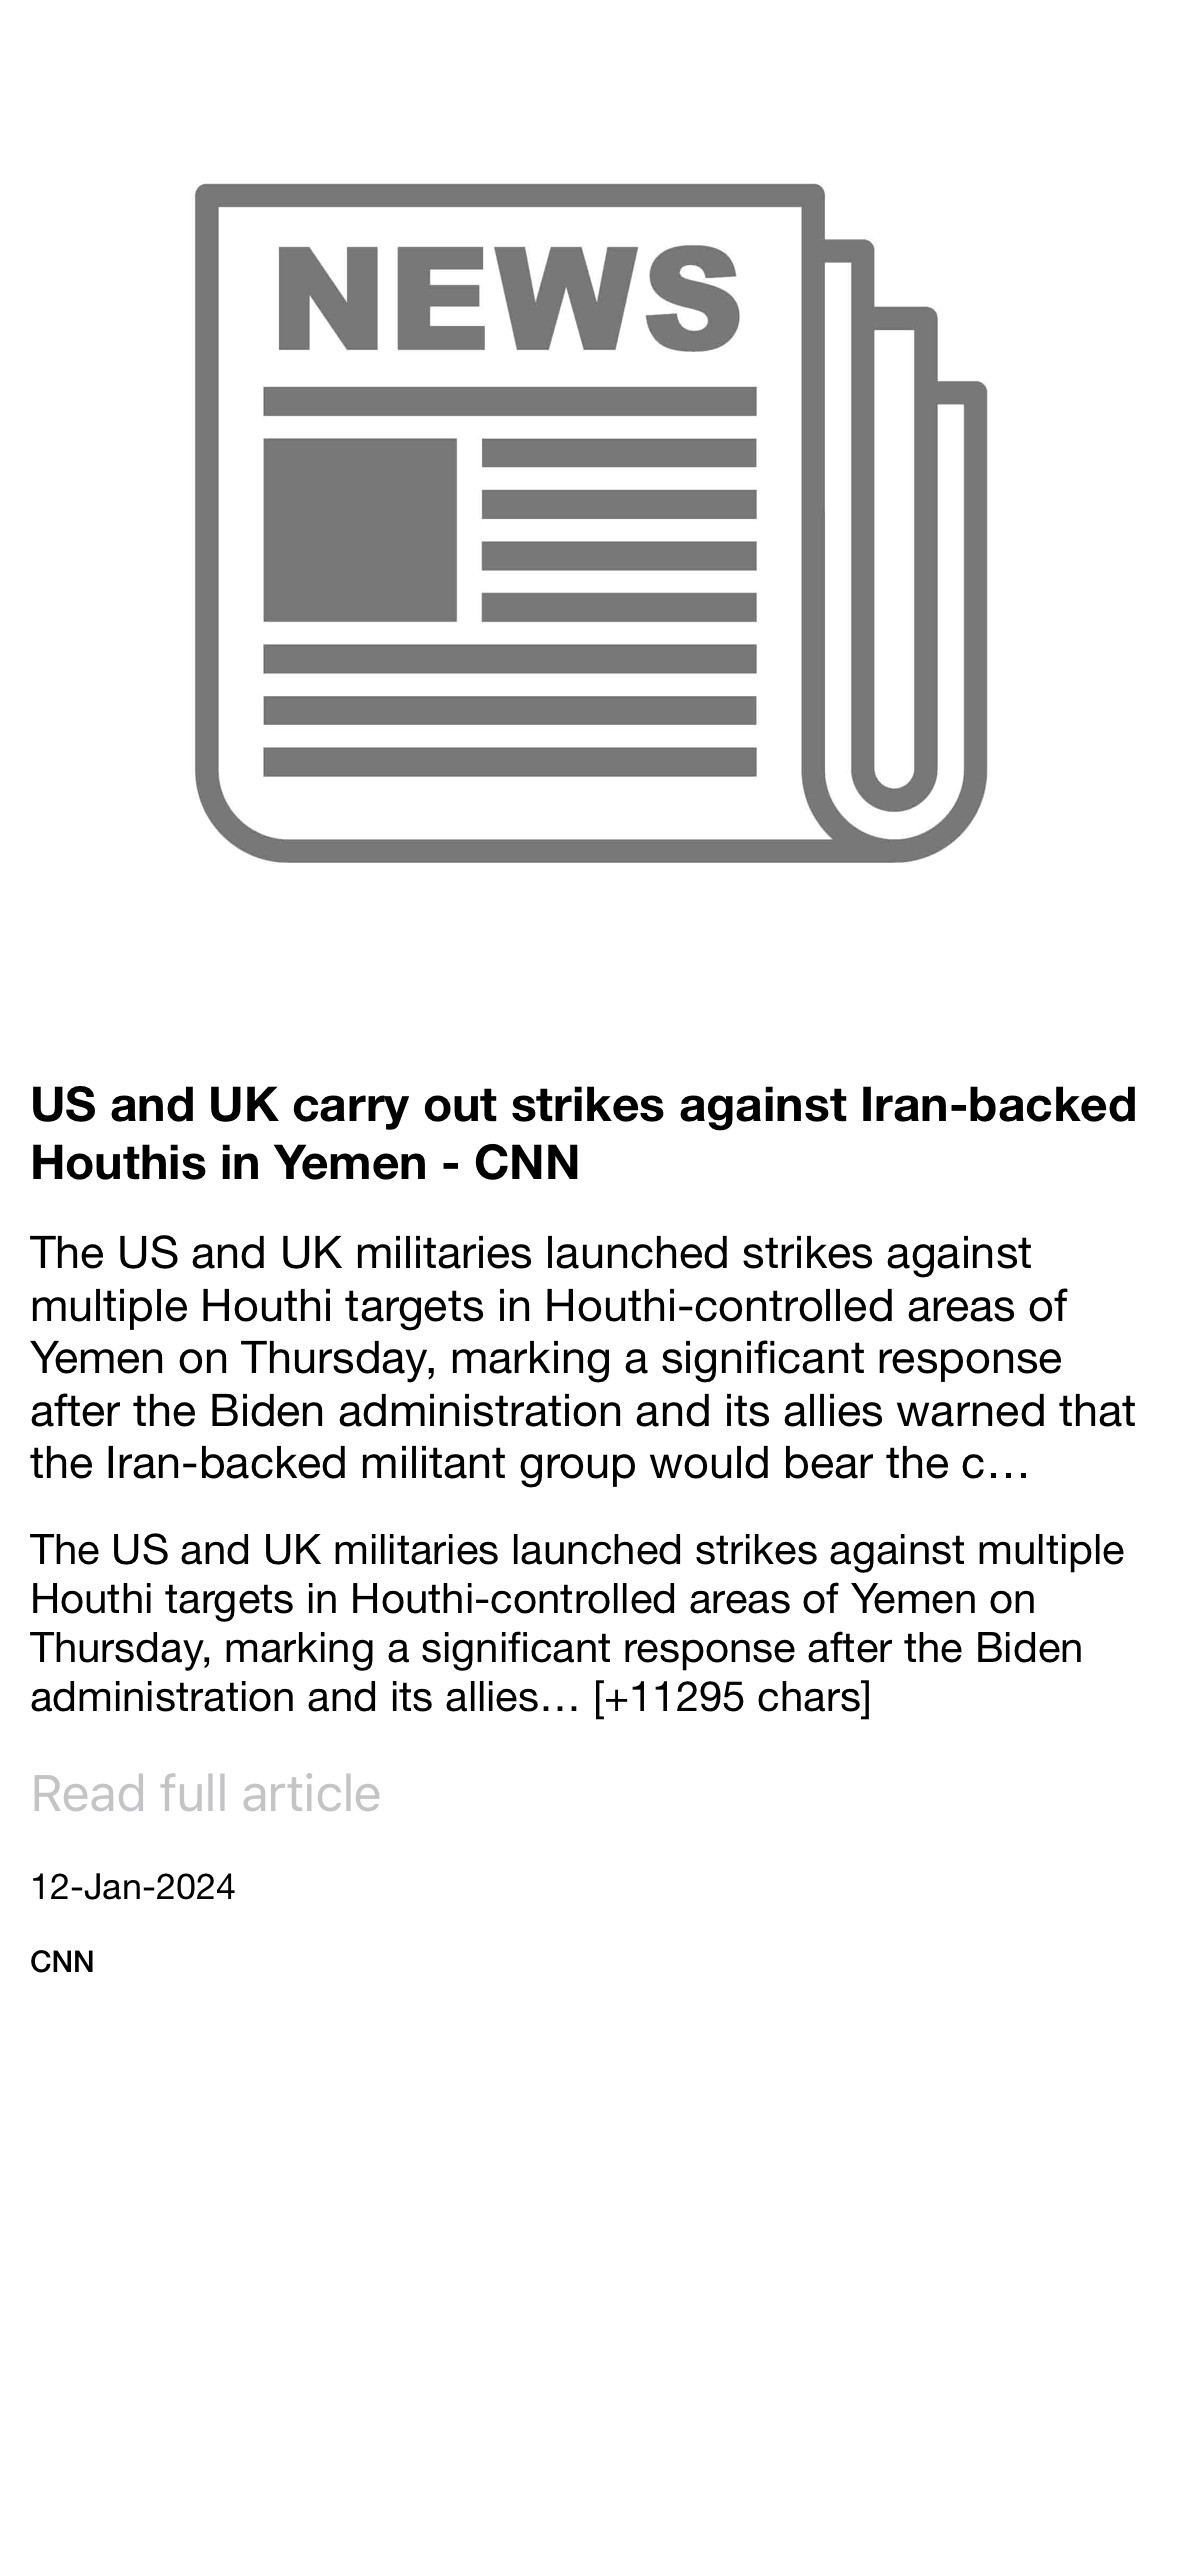 NEWS
US and UK carry out strikes against Iran-backed
Houthis in Yemen - CNN
The US and UK militaries launched strikes against
multiple Houthi targets in Houthi-controlled areas of
Yemen on Thursday, marking a significant response
after the Biden administration and its allies warned that
the Iran-backed militant group would bear the c…
The US and UK militaries launched strikes against multiple
Houthi targets in Houthi-controlled areas of Yemen on
Thursday, marking a significant response after the Biden
administration and its allies… [+11295 chars]
Read full article
12-Jan-2024
CNN